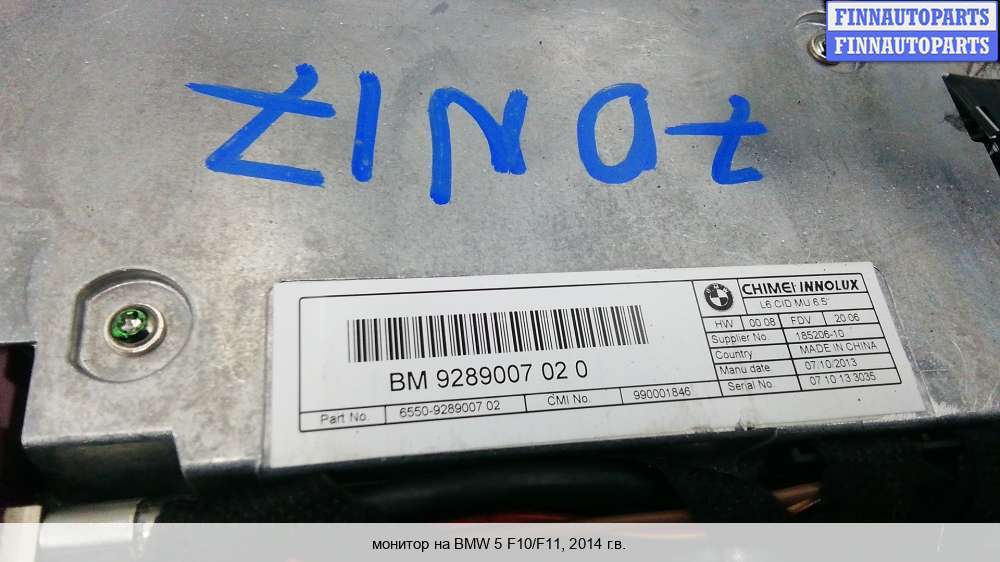 FINNAUTOPARTS
FINNAUTOPARTS
BMW
CHIMEI INNOLUX
L6 CID MU 6.5"
HW 00 08 FDV 20 06
Supplier No. 185206-10
Country MADE IN CHINA
Manu date 07/10/2013
Serial No. 07 10 13 3035
BM 9289007 02 0
Part No. 6550-9289007 02 CMI No. 990001846
монитор на BMW 5 F10/F11, 2014 г.в.